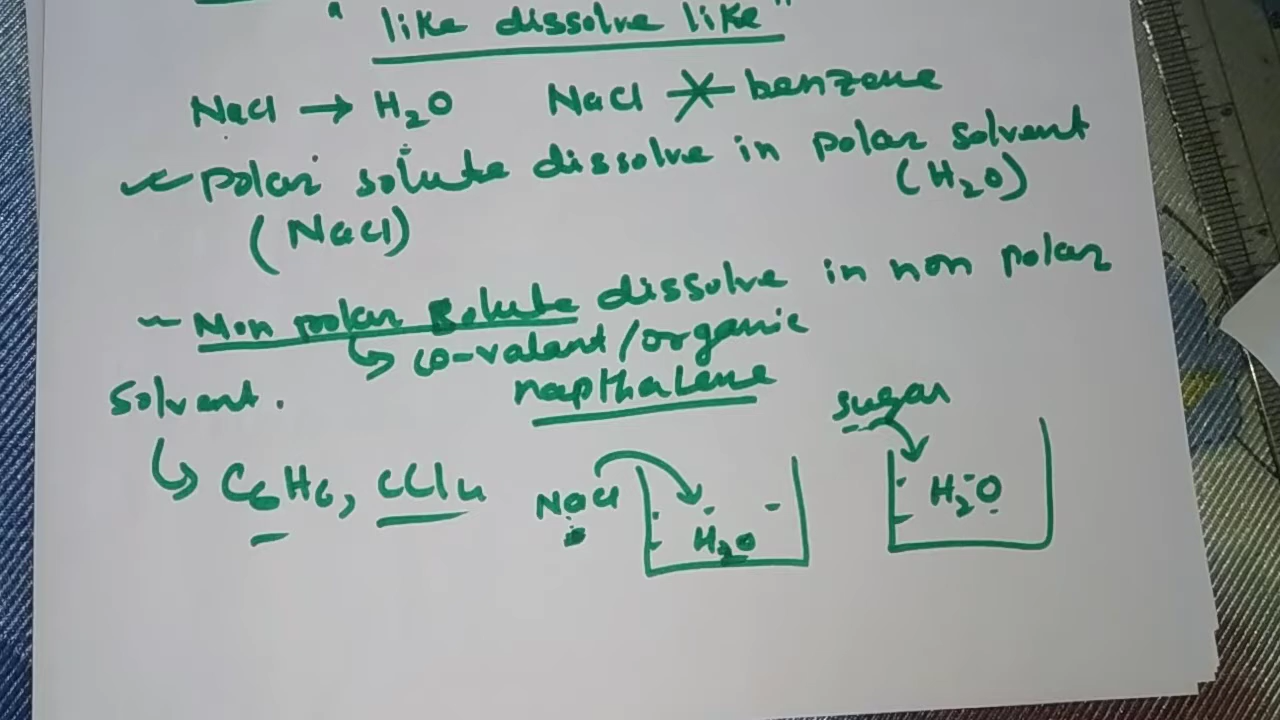 "like dissolve like"
NaCl → H₂O NaCl benzene
polar solute dissolve in polar solvent
(NaCl) (H₂O)
Non polar solute dissolve in non polar
↳ co-valant/organic
solvent. napthalene
sugar
↳ C₆H₆, CCl₄
NaCl H₂O H₂O